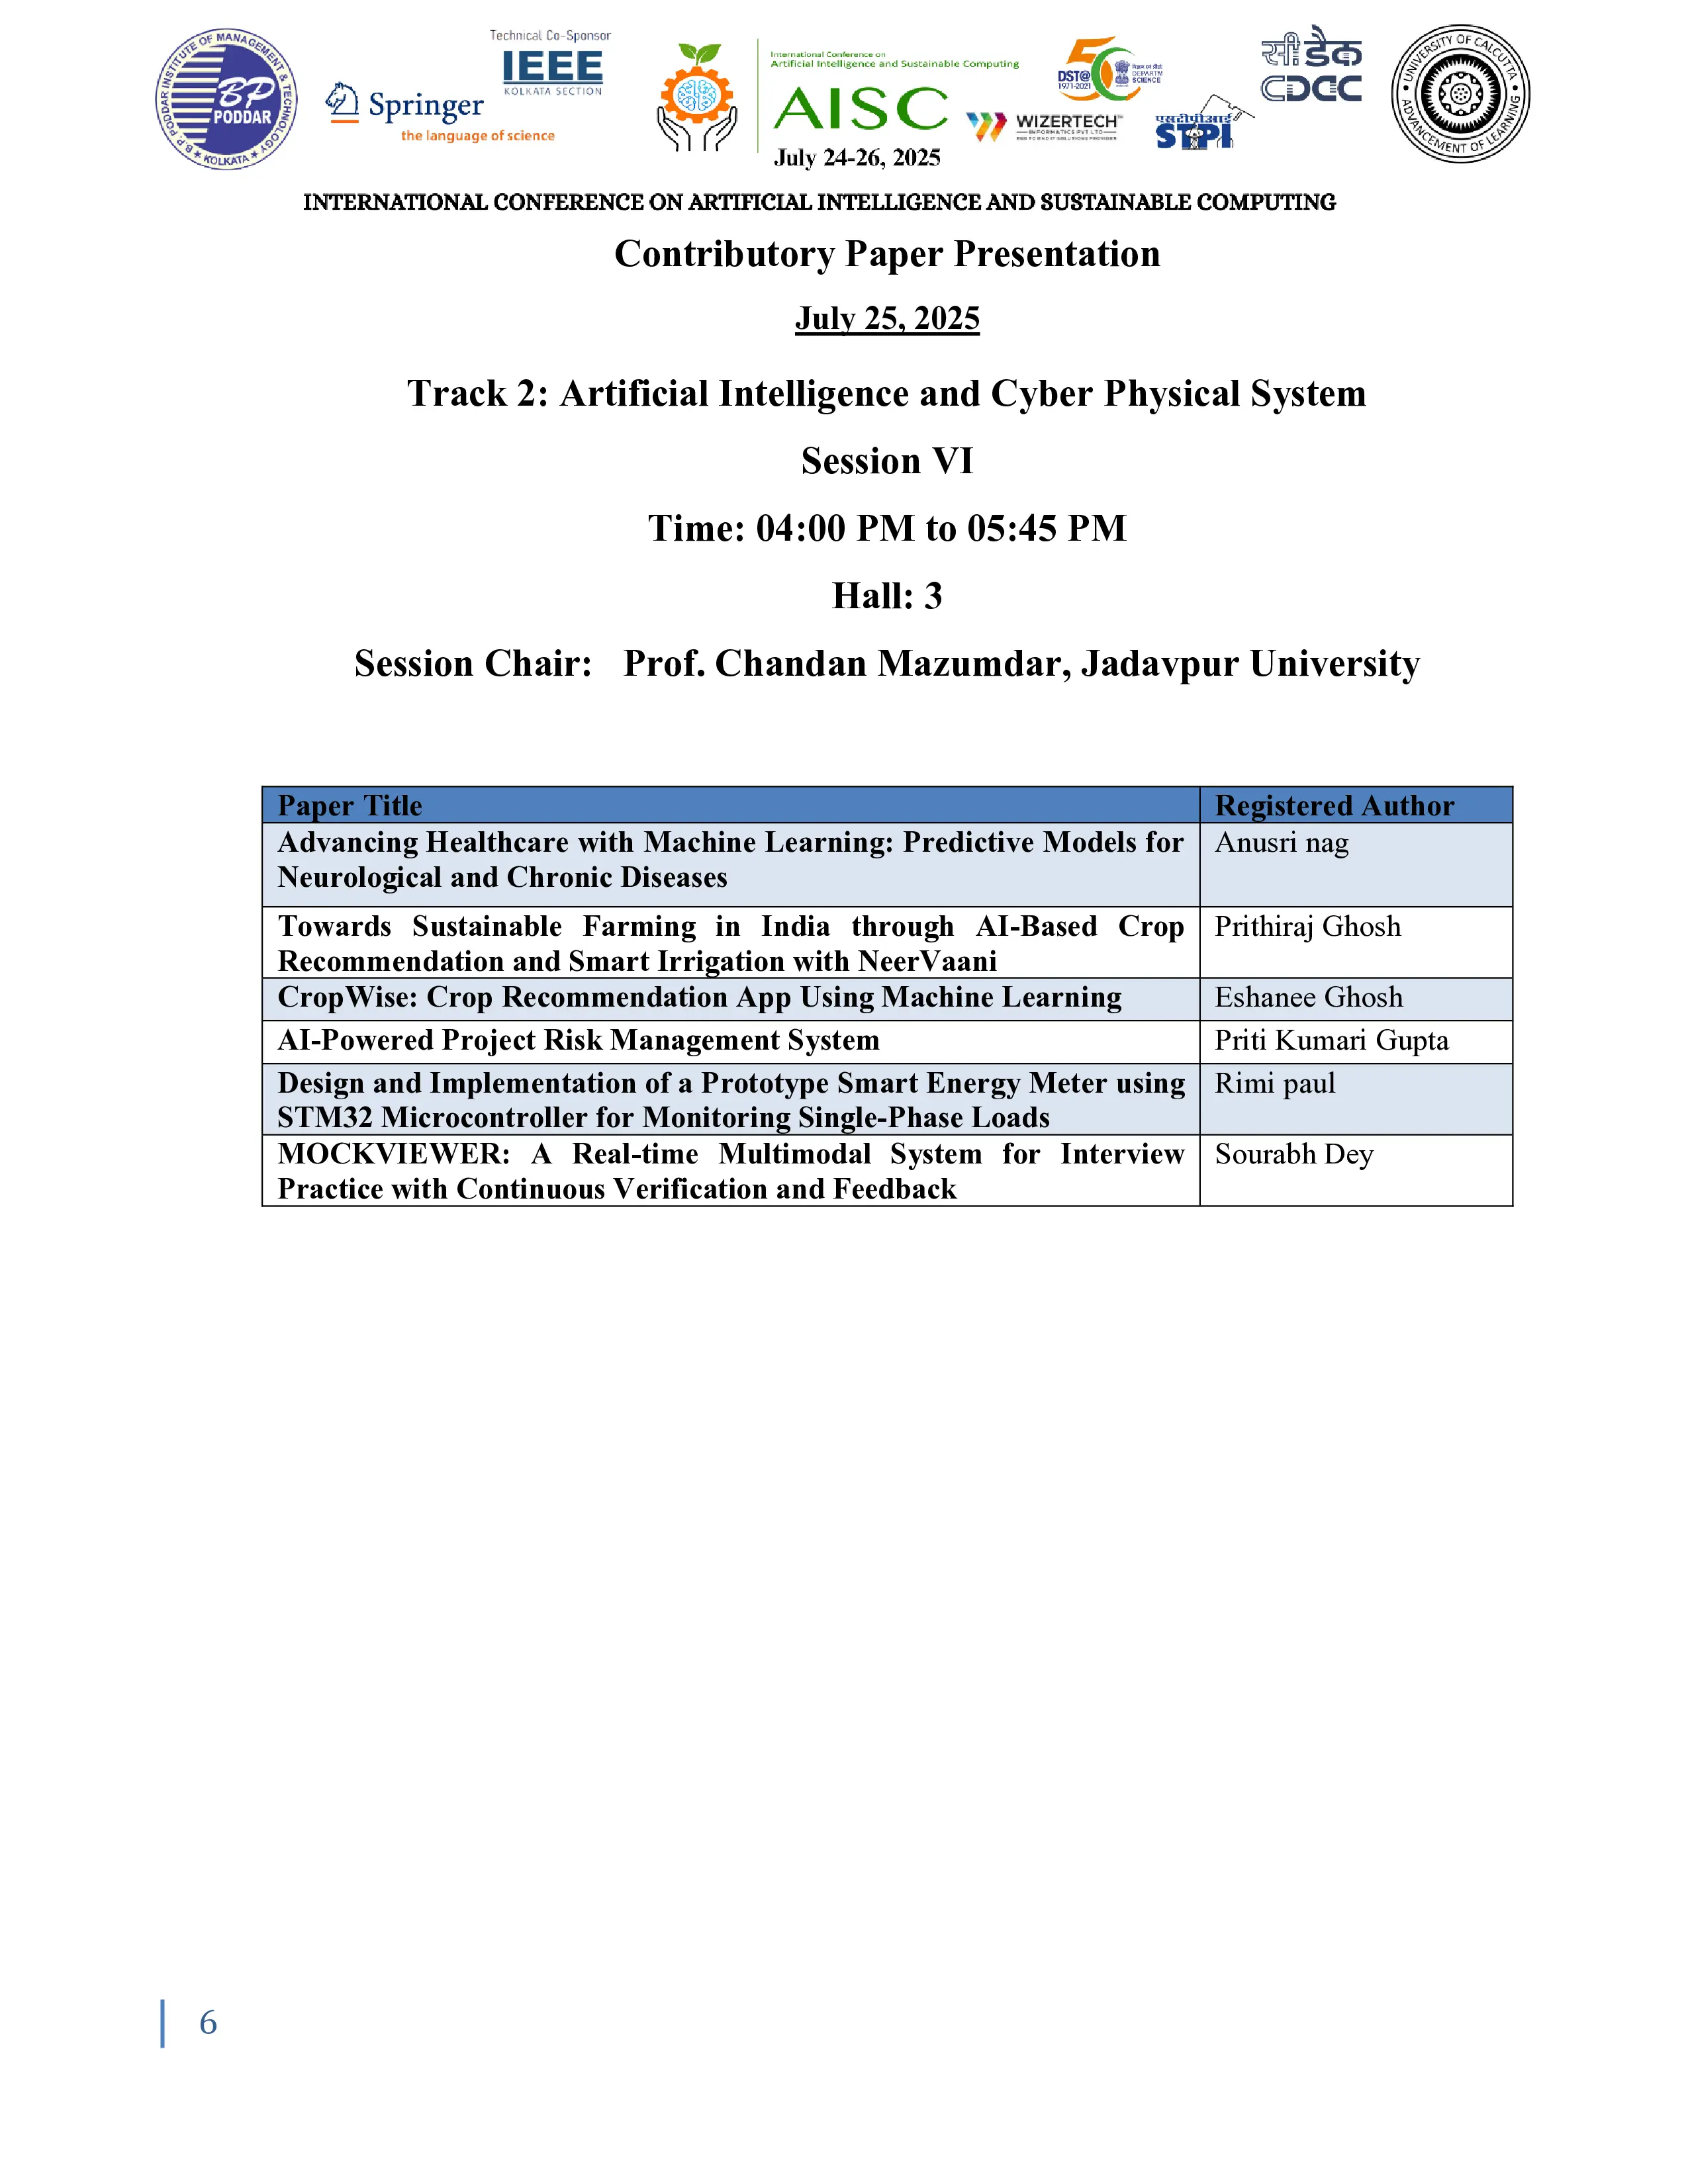 B.P. PODDAR INSTITUTE OF MANAGEMENT & TECHNOLOGY
BP
PODDAR
★ KOLKATA ★
Springer
the language of science
Technical Co-Sponsor
IEEE
KOLKATA SECTION
International Conference on
Artificial Intelligence and Sustainable Computing
AISC
July 24-26, 2025
WIZERTECH
INFORMATICS PVT LTD
50
DST@
1971-2021
DEPARTM
SCIENCE
एसटीपीआई
STPI
सी डैक
CDCC
UNIVERSITY OF CALCUTTA
ADVANCEMENT OF LEARNING
INTERNATIONAL CONFERENCE ON ARTIFICIAL INTELLIGENCE AND SUSTAINABLE COMPUTING
Contributory Paper Presentation
July 25, 2025
Track 2: Artificial Intelligence and Cyber Physical System
Session VI
Time: 04:00 PM to 05:45 PM
Hall: 3
Session Chair: Prof. Chandan Mazumdar, Jadavpur University
Paper Title Registered Author
Advancing Healthcare with Machine Learning: Predictive Models for Anusri nag
Neurological and Chronic Diseases
Towards Sustainable Farming in India through AI-Based Crop Prithiraj Ghosh
Recommendation and Smart Irrigation with NeerVaani
CropWise: Crop Recommendation App Using Machine Learning Eshanee Ghosh
AI-Powered Project Risk Management System Priti Kumari Gupta
Design and Implementation of a Prototype Smart Energy Meter using Rimi paul
STM32 Microcontroller for Monitoring Single-Phase Loads
MOCKVIEWER: A Real-time Multimodal System for Interview Sourabh Dey
Practice with Continuous Verification and Feedback
6